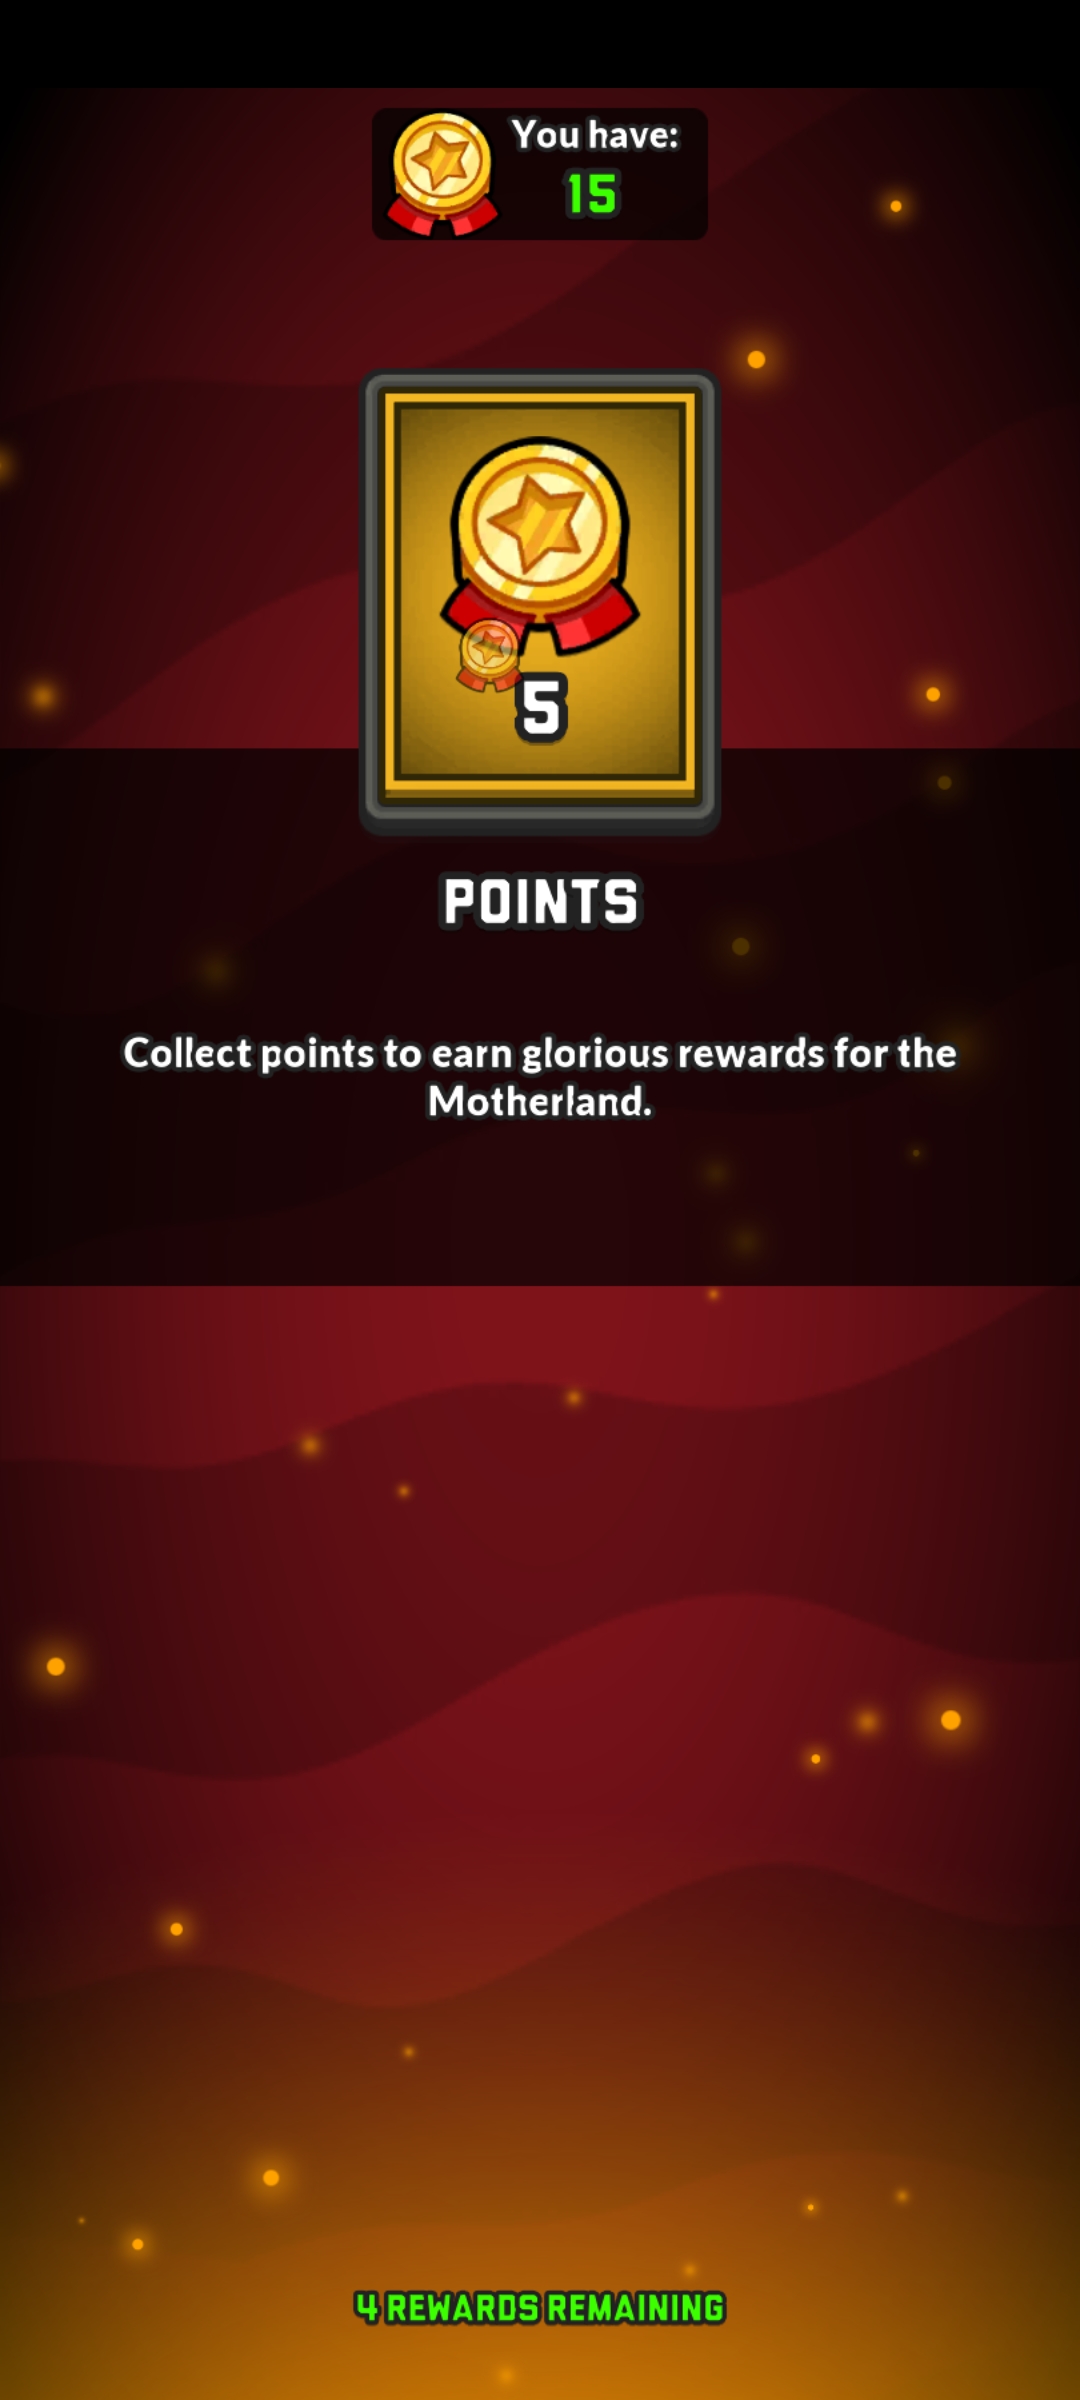 You have:
15
5
POINTS
Collect points to earn glorious rewards for the
Motherland.
4 REWARDS REMAINING